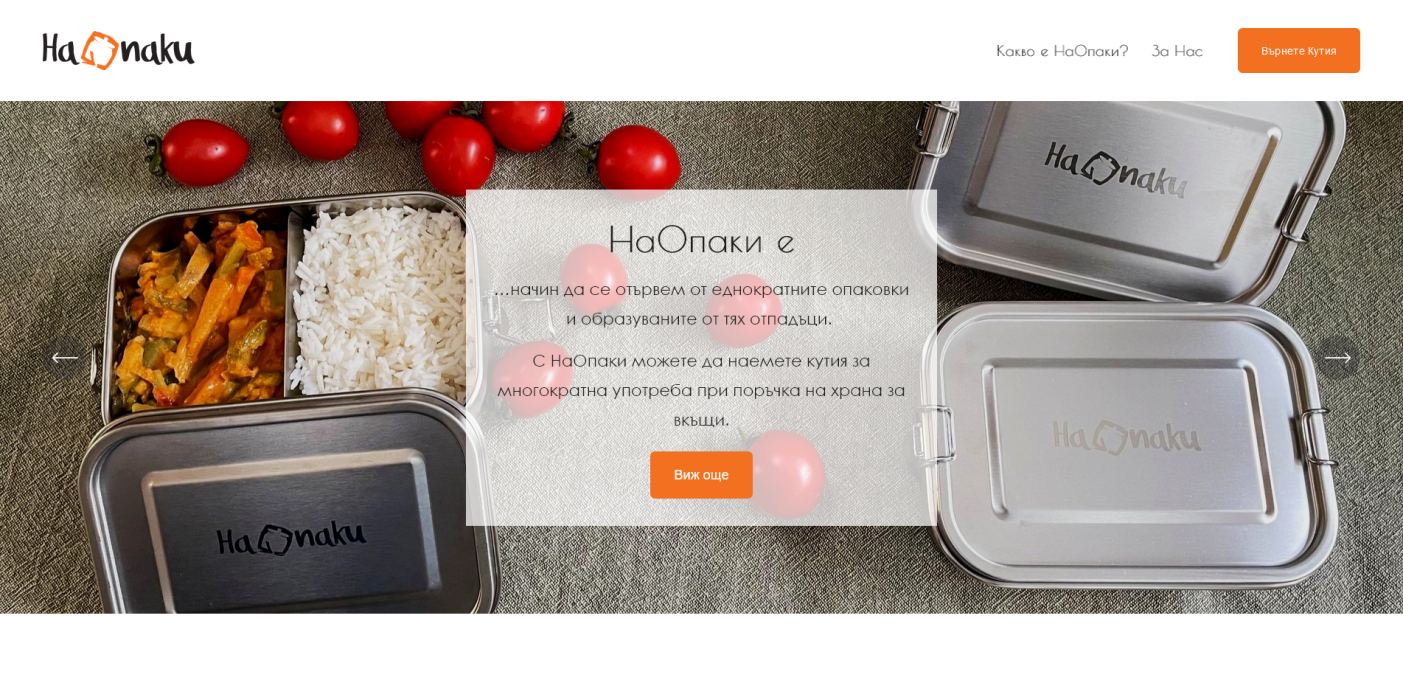 НаОпаки
Какво е НаОпаки?
За Нас
Върнете Кутия
НаОпаки
НаОпаки е
...начин да се отървем от еднократните опаковки
и образуваните от тях отпадъци.
С НаОпаки можете да наемете кутия за
многократна употреба при поръчка на храна за
вкъщи.
НаОпаки
Виж още
НаОпаки